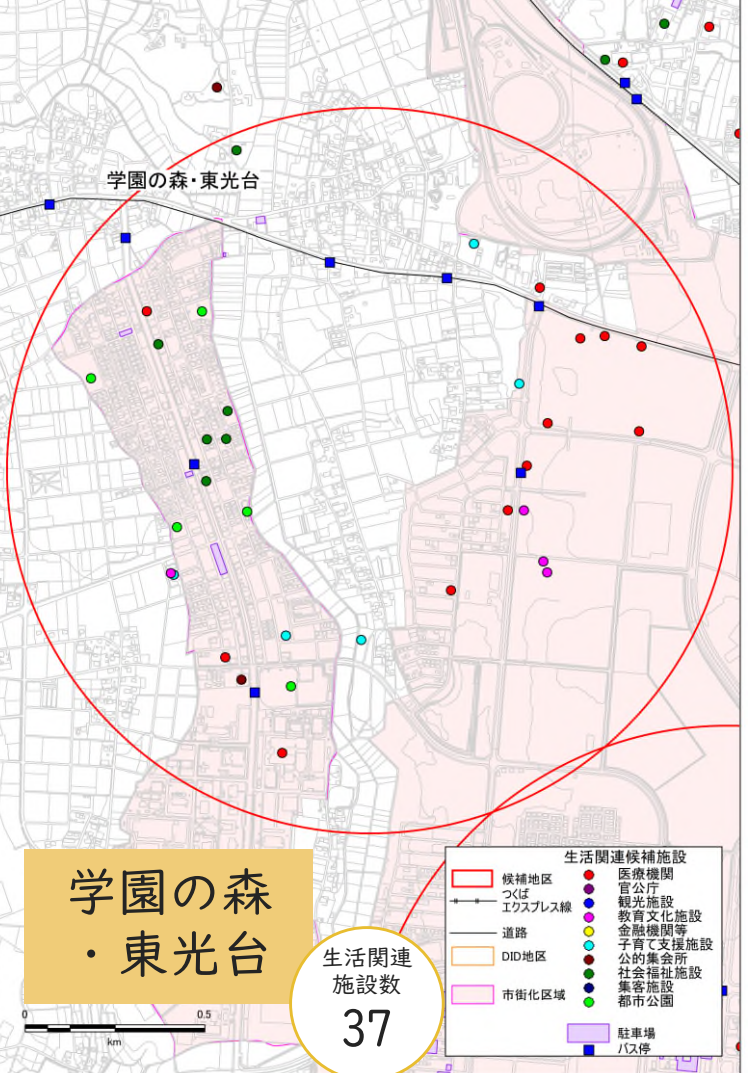 学園の森・東光台
学園の森
・東光台
生活関連
施設数
37
0
0.5
km
生活関連候補施設
候補地区
つくば
エクスプレス線
道路
DID地区
市街化区域
医療機関
官公庁
観光施設
教育文化施設
金融機関等
子育て支援施設
公的集会所
社会福祉施設
集客施設
都市公園
駐車場
バス停